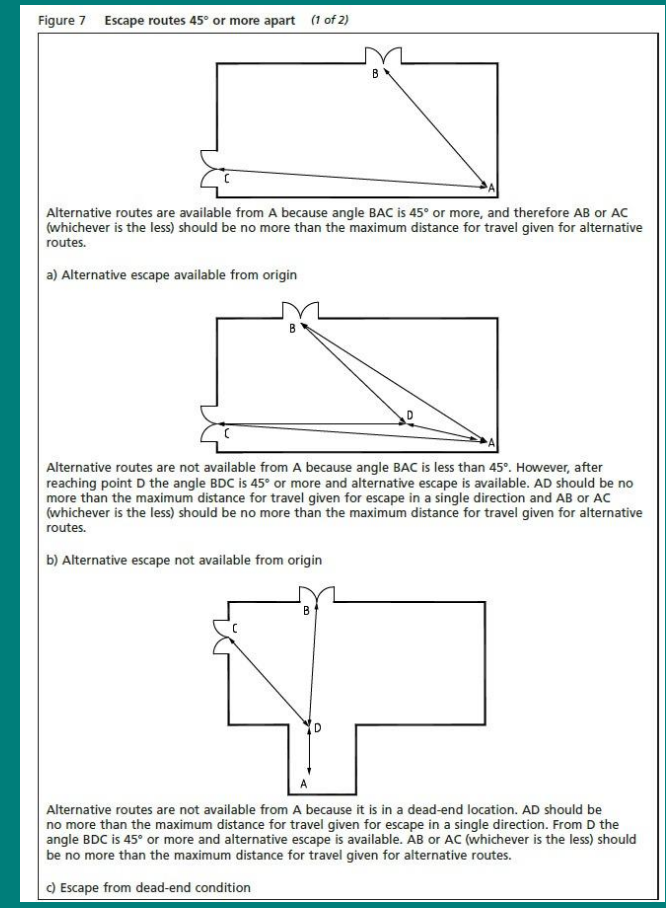 Figure 7 Escape routes 45° or more apart (1 of 2)
B
C
A
Alternative routes are available from A because angle BAC is 45° or more, and therefore AB or AC
(whichever is the less) should be no more than the maximum distance for travel given for alternative
routes.
a) Alternative escape available from origin
B
D
C
A
Alternative routes are not available from A because angle BAC is less than 45°. However, after
reaching point D the angle BDC is 45° or more and alternative escape is available. AD should be no
more than the maximum distance for travel given for escape in a single direction and AB or AC
(whichever is the less) should be no more than the maximum distance for travel given for alternative
routes.
b) Alternative escape not available from origin
B
C
D
A
Alternative routes are not available from A because it is in a dead-end location. AD should be
no more than the maximum distance for travel given for escape in a single direction. From D the
angle BDC is 45° or more and alternative escape is available. AB or AC (whichever is the less) should
be no more than the maximum distance for travel given for alternative routes.
c) Escape from dead-end condition